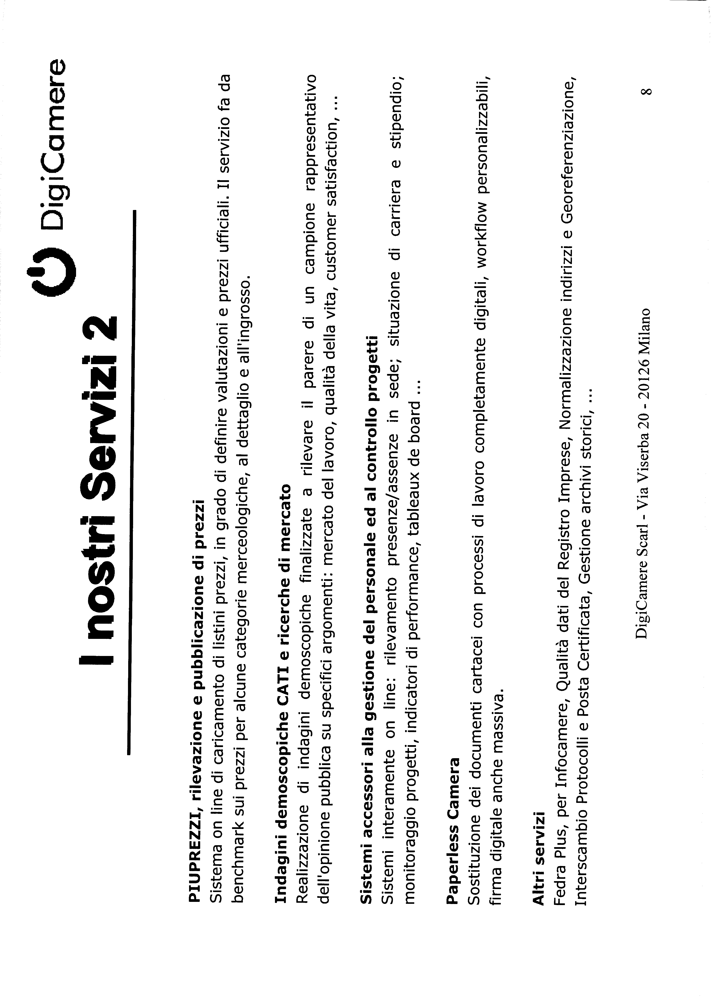 DigiCamere
I nostri Servizi 2
PIUPREZZI, rilevazione e pubblicazione di prezzi
Sistema on line di caricamento di listini prezzi, in grado di definire valutazioni e prezzi ufficiali. Il servizio fa da
benchmark sui prezzi per alcune categorie merceologiche, al dettaglio e all'ingrosso.
Indagini demoscopiche CATI e ricerche di mercato
Realizzazione di indagini demoscopiche finalizzate a rilevare il parere di un campione rappresentativo
dell'opinione pubblica su specifici argomenti: mercato del lavoro, qualità della vita, customer satisfaction, ...
Sistemi accessori alla gestione del personale ed al controllo progetti
Sistemi interamente on line: rilevamento presenze/assenze in sede; situazione di carriera e stipendio;
monitoraggio progetti, indicatori di performance, tableaux de board ...
Paperless Camera
Sostituzione dei documenti cartacei con processi di lavoro completamente digitali, workflow personalizzabili,
firma digitale anche massiva.
Altri servizi
Fedra Plus, per Infocamere, Qualità dati del Registro Imprese, Normalizzazione indirizzi e Georeferenziazione,
Interscambio Protocolli e Posta Certificata, Gestione archivi storici, ...
DigiCamere Scarl - Via Viserba 20 - 20126 Milano
8